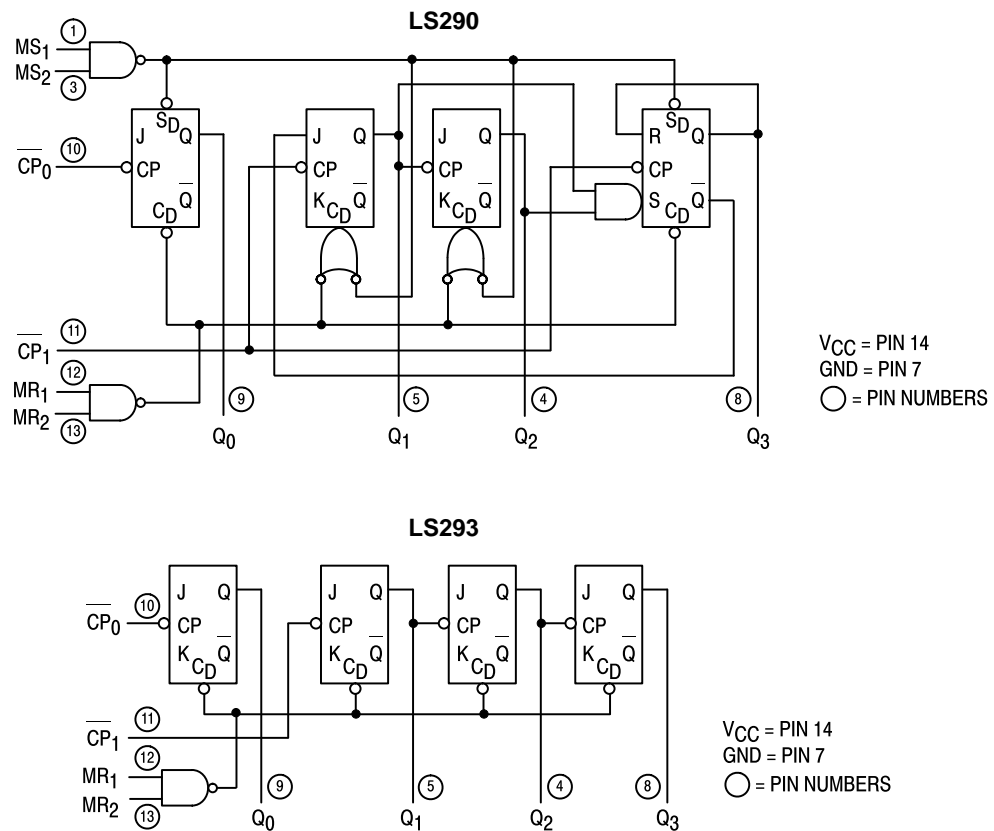 LS290
1
MS1
MS2
3
SD
J Q
CP0
10
CP
Q
CD
J Q
CP
K Q
CD
J Q
CP
K Q
CD
SD
R Q
CP
S Q
CD
11
CP1
12
MR1
MR2
13
9
5
4
8
Q0
Q1
Q2
Q3
VCC = PIN 14
GND = PIN 7
= PIN NUMBERS
LS293
J Q
CP0
10
CP
K Q
CD
J Q
CP
K Q
CD
J Q
CP
K Q
CD
J Q
CP
K Q
CD
11
CP1
12
MR1
MR2
13
9
5
4
8
Q0
Q1
Q2
Q3
VCC = PIN 14
GND = PIN 7
= PIN NUMBERS